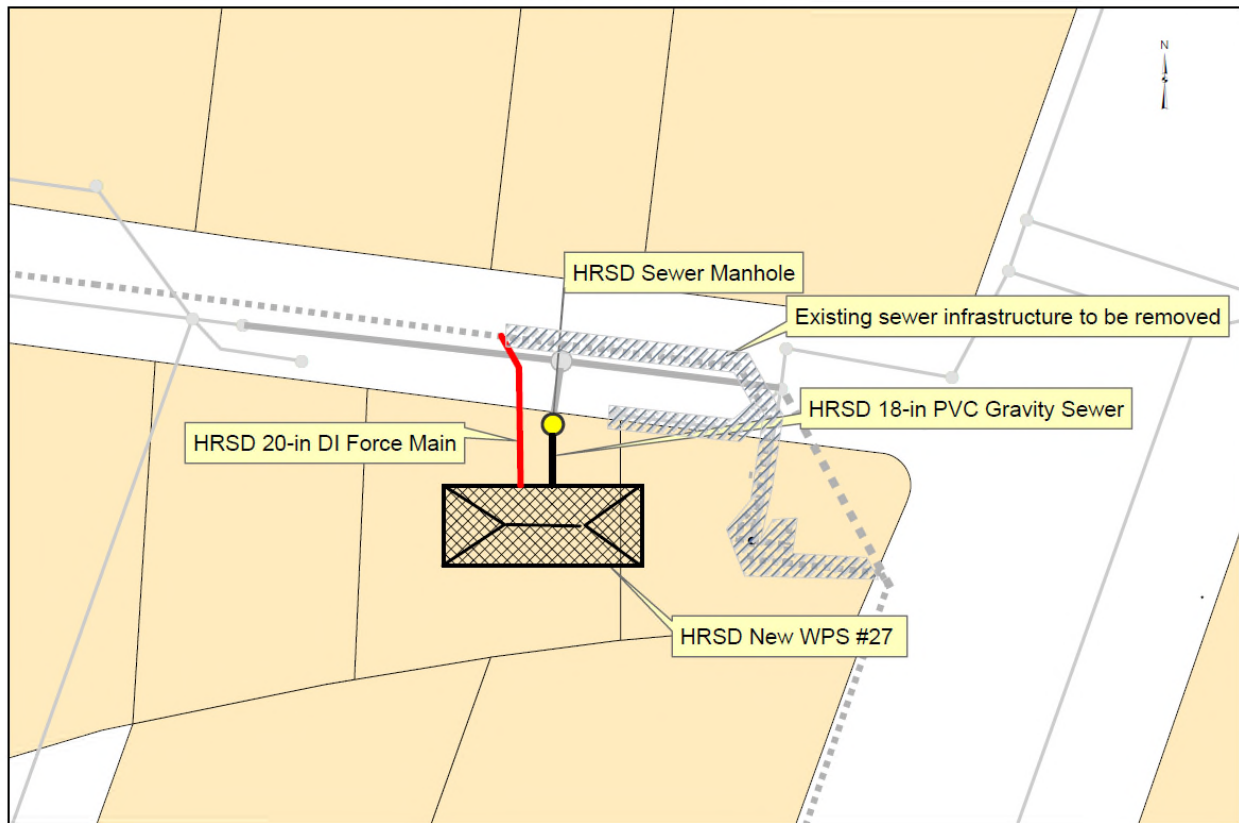 N
HRSD Sewer Manhole
Existing sewer infrastructure to be removed
HRSD 18-in PVC Gravity Sewer
HRSD 20-in DI Force Main
HRSD New WPS #27